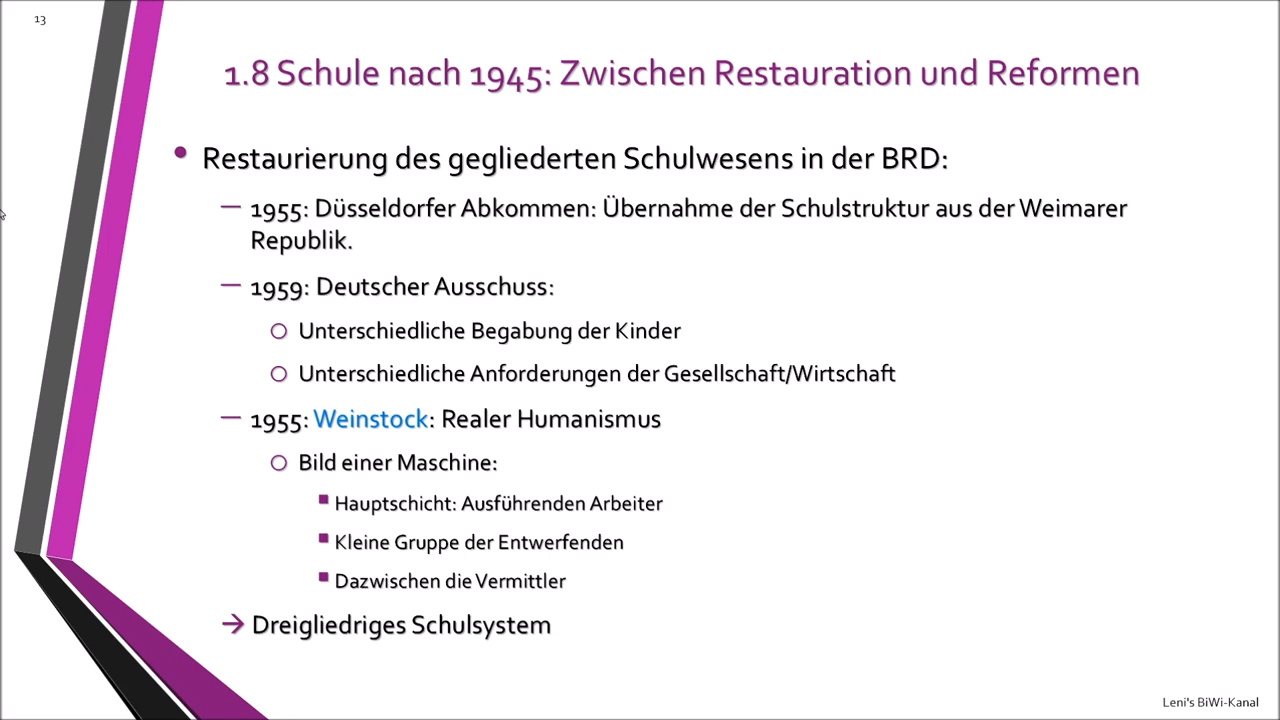 13
1.8 Schule nach 1945: Zwischen Restauration und Reformen
• Restaurierung des gegliederten Schulwesens in der BRD:
– 1955: Düsseldorfer Abkommen: Übernahme der Schulstruktur aus der Weimarer
Republik.
– 1959: Deutscher Ausschuss:
o Unterschiedliche Begabung der Kinder
o Unterschiedliche Anforderungen der Gesellschaft/Wirtschaft
– 1955: Weinstock: Realer Humanismus
o Bild einer Maschine:
▪ Hauptschicht: Ausführenden Arbeiter
▪ Kleine Gruppe der Entwerfenden
▪ Dazwischen die Vermittler
→ Dreigliedriges Schulsystem
Leni's BiWi-Kanal